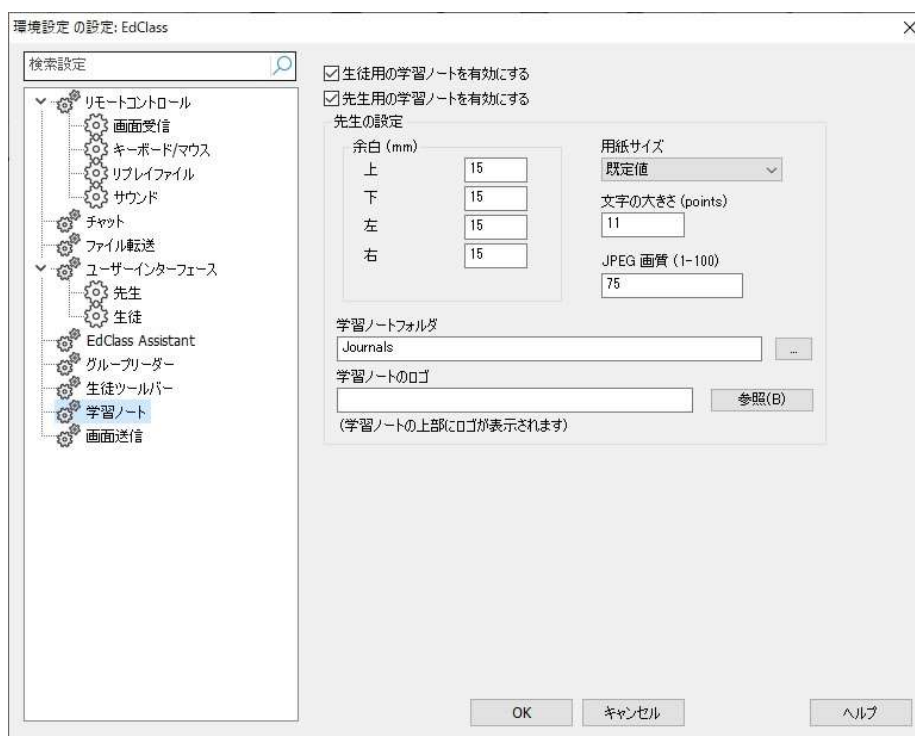 環境設定 の設定: EdClass
検索設定
リモートコントロール
画面受信
キーボード/マウス
リプレイファイル
サウンド
チャット
ファイル転送
ユーザーインターフェース
先生
生徒
EdClass Assistant
グループリーダー
生徒ツールバー
学習ノート
画面送信
生徒用の学習ノートを有効にする
先生用の学習ノートを有効にする
先生の設定
余白 (mm)
上 15
下 15
左 15
右 15
用紙サイズ
既定値
文字の大きさ (points)
11
JPEG 画質 (1-100)
75
学習ノートフォルダ
Journals
...
学習ノートのロゴ
参照(B)
(学習ノートの上部にロゴが表示されます)
OK
キャンセル
ヘルプ